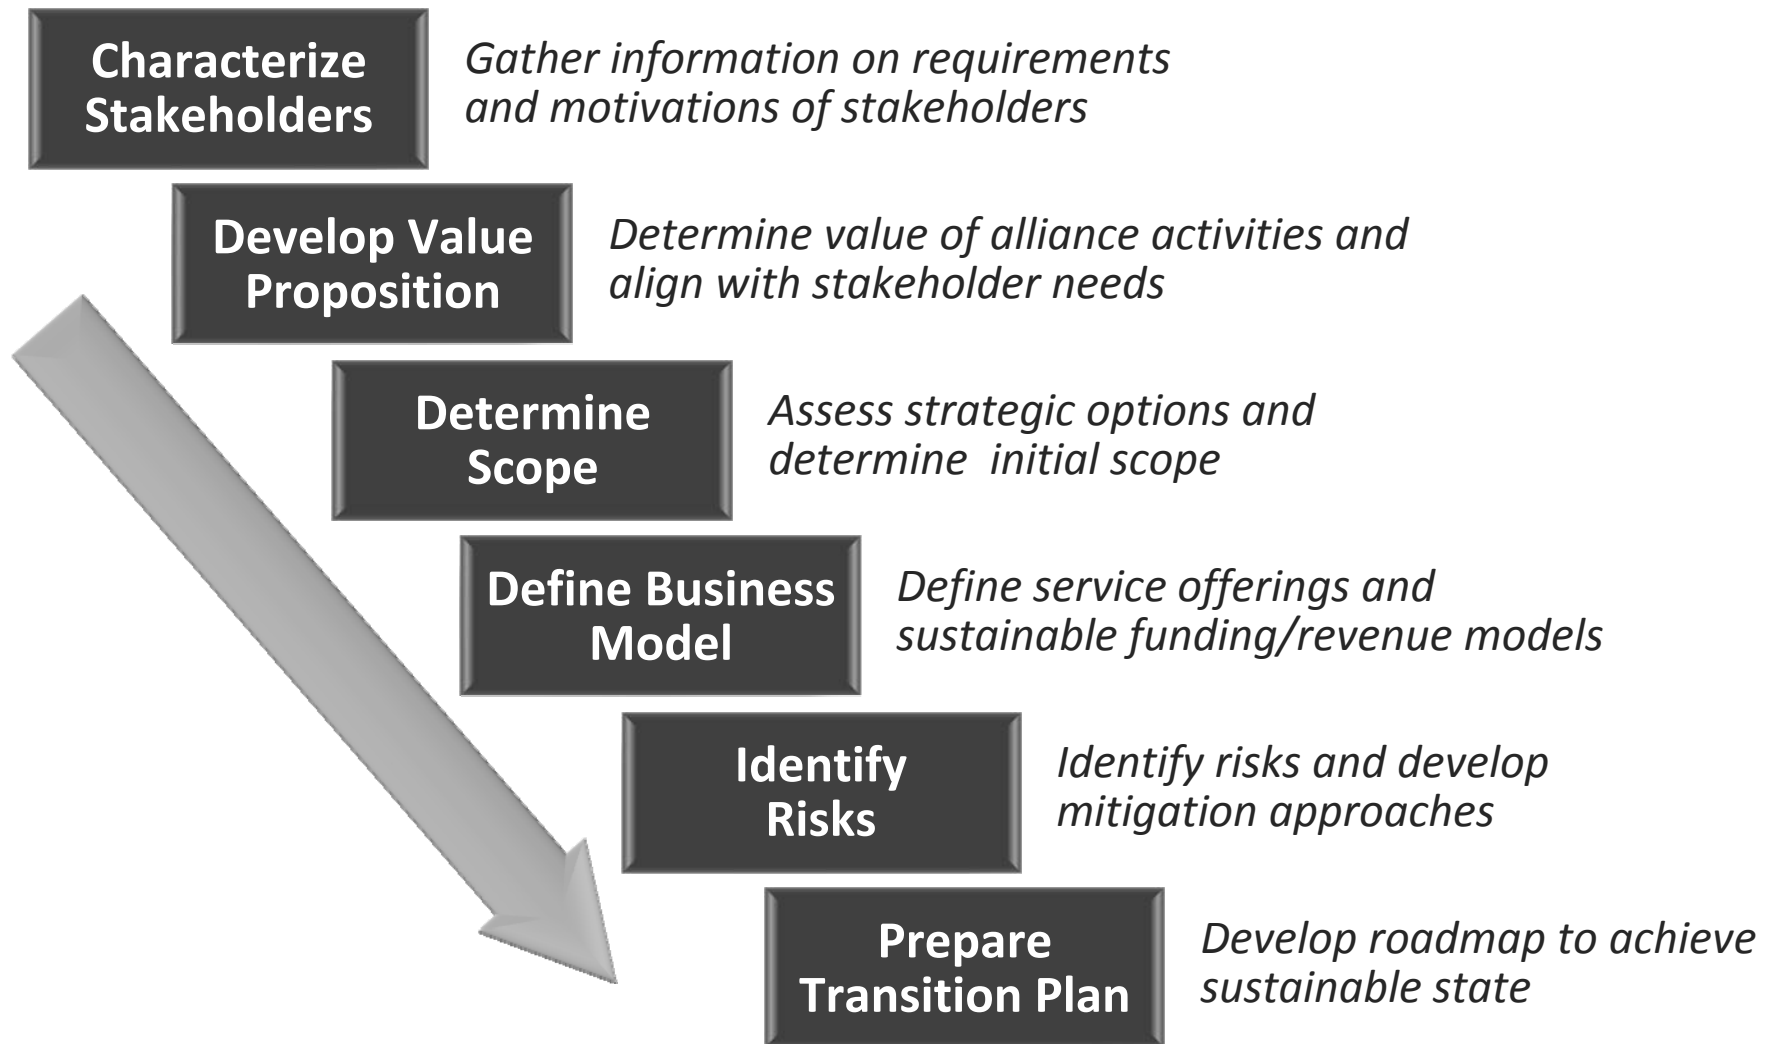 Characterize
Stakeholders
Gather information on requirements
and motivations of stakeholders
Develop Value
Proposition
Determine value of alliance activities and
align with stakeholder needs
Determine
Scope
Assess strategic options and
determine  initial scope
Define Business
Model
Define service offerings and
sustainable funding/revenue models
Identify
Risks
Identify risks and develop
mitigation approaches
Prepare
Transition Plan
Develop roadmap to achieve
sustainable state